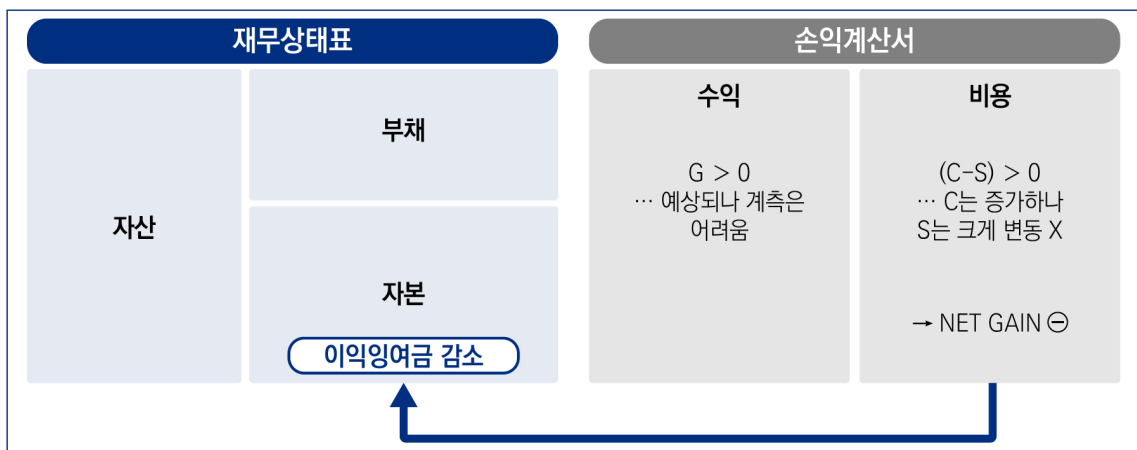 재무상태표
자산
부채
자본
이익잉여금 감소
손익계산서
수익
G > 0
… 예상되나 계측은
어려움
비용
(C-S) > 0
… C는 증가하나
S는 크게 변동 X
→ NET GAIN ⊖